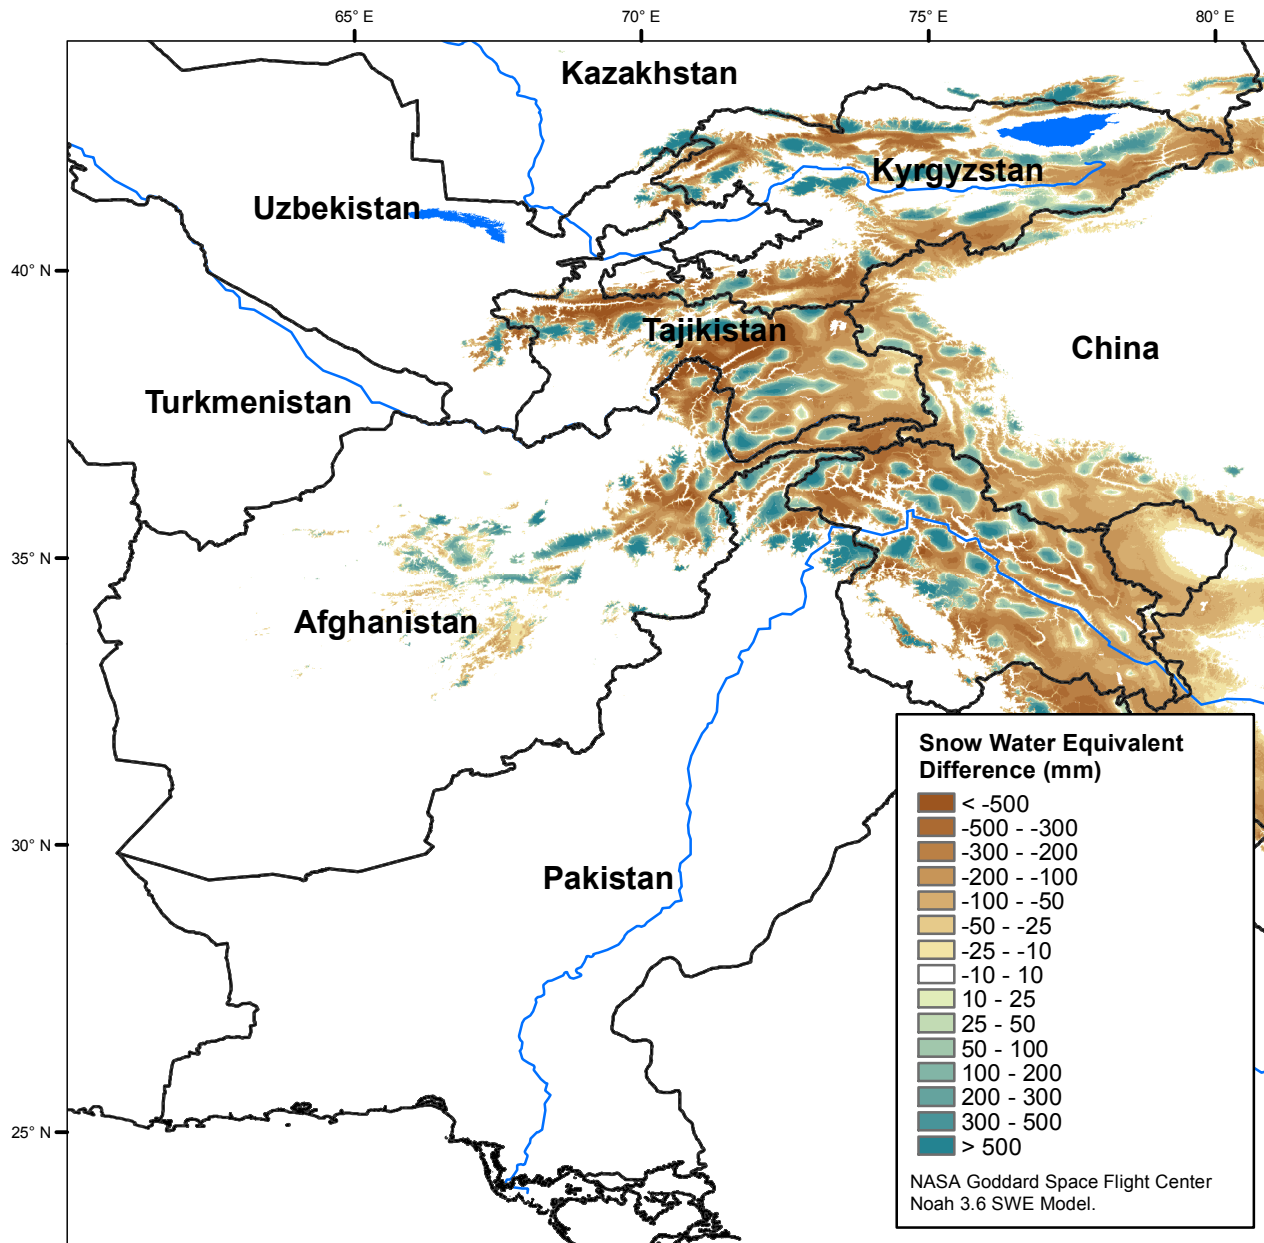 65° E
70° E
75° E
80° E
Kazakhstan
Kyrgyzstan
Uzbekistan
40° N
Tajikistan
China
Turkmenistan
35° N
Afghanistan
Snow Water Equivalent
Difference (mm)
< -500
-500 - -300
-300 - -200
-200 - -100
-100 - -50
-50 - -25
-25 - -10
-10 - 10
10 - 25
25 - 50
50 - 100
100 - 200
200 - 300
300 - 500
> 500
30° N
Pakistan
25° N
NASA Goddard Space Flight Center
Noah 3.6 SWE Model.